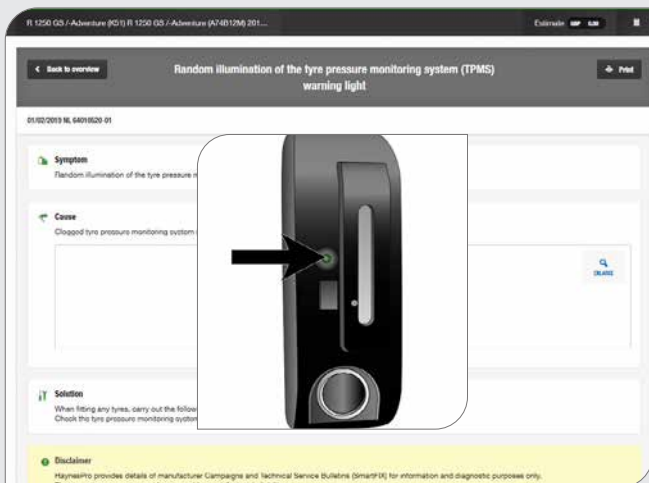 R 1250 GS /-Adventure (K51) R 1250 GS /-Adventure (A74B12M) 201...
Estimate GBP 0,00
Back to overview
Random illumination of the tyre pressure monitoring system (TPMS)
warning light
Print
01/02/2019 NL 64010520-01
Symptom
Random illumination of the tyre pressure
Cause
Clogged tyre pressure monitoring system
ENLARGE
Solution
When fitting any tyres, carry out the
Check the tyre pressure monitoring system
Disclaimer
HaynesPro provides details of manufacturer Campaigns and Technical Service Bulletins (SmartFIX) for information and diagnostic purposes only.